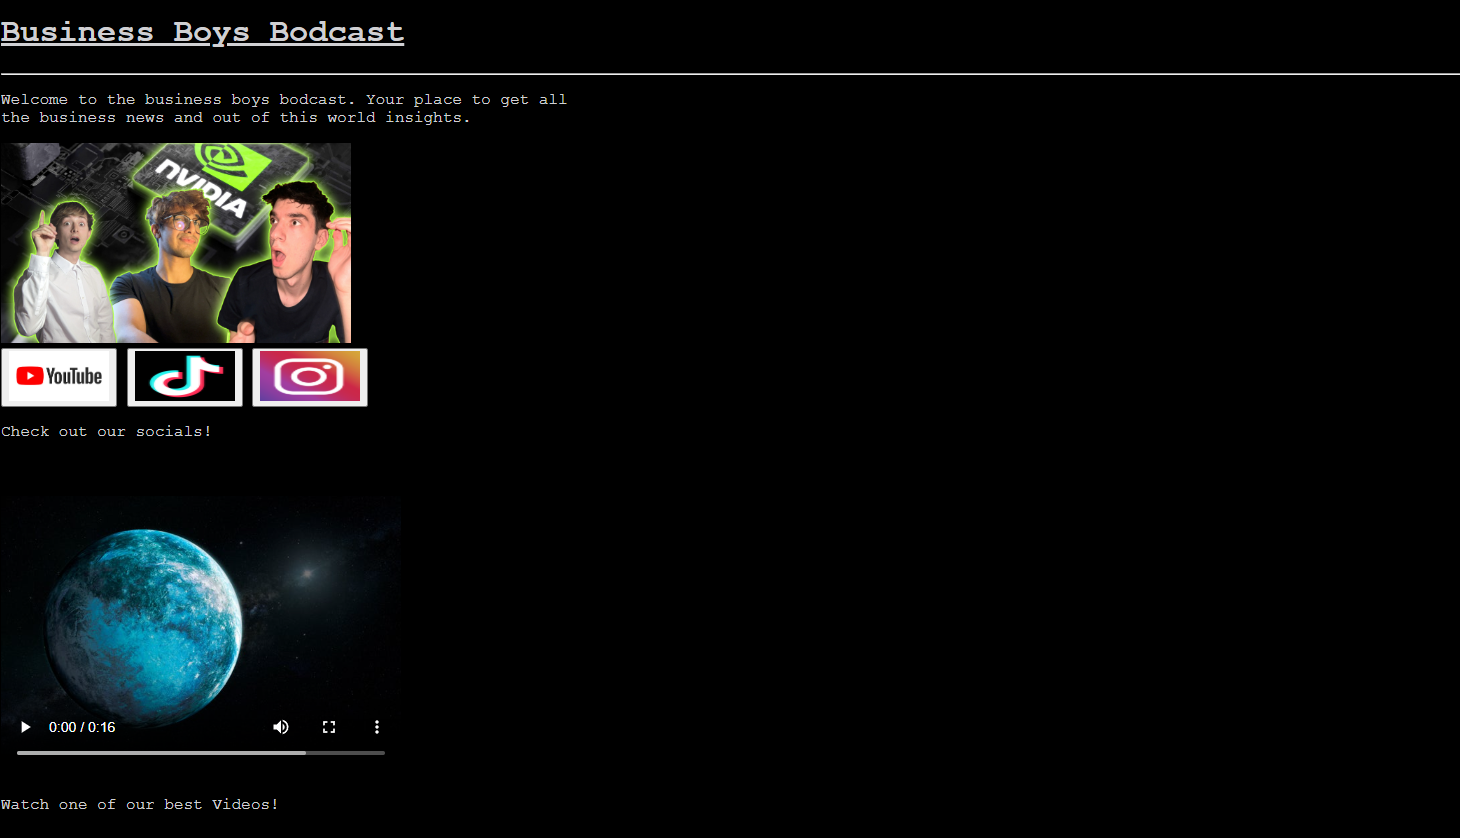 Business Boys Bodcast
Welcome to the business boys bodcast. Your place to get all
the business news and out of this world insights.
NVIDIA
YouTube
Check out our socials!
0:00 / 0:16
Watch one of our best Videos!